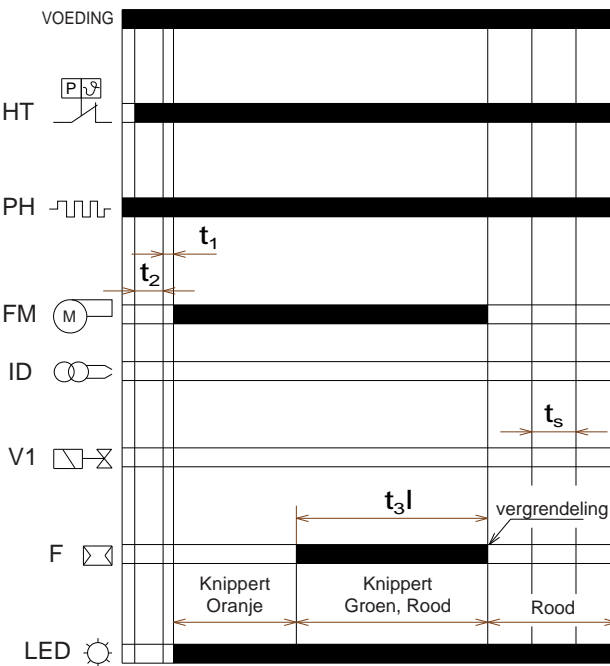 VOEDING
P ϑ
HT
PH
t1
t2
FM M
ID
ts
V1
t3l
vergrendeling
F
Knippert
Oranje
Knippert
Groen, Rood
Rood
LED